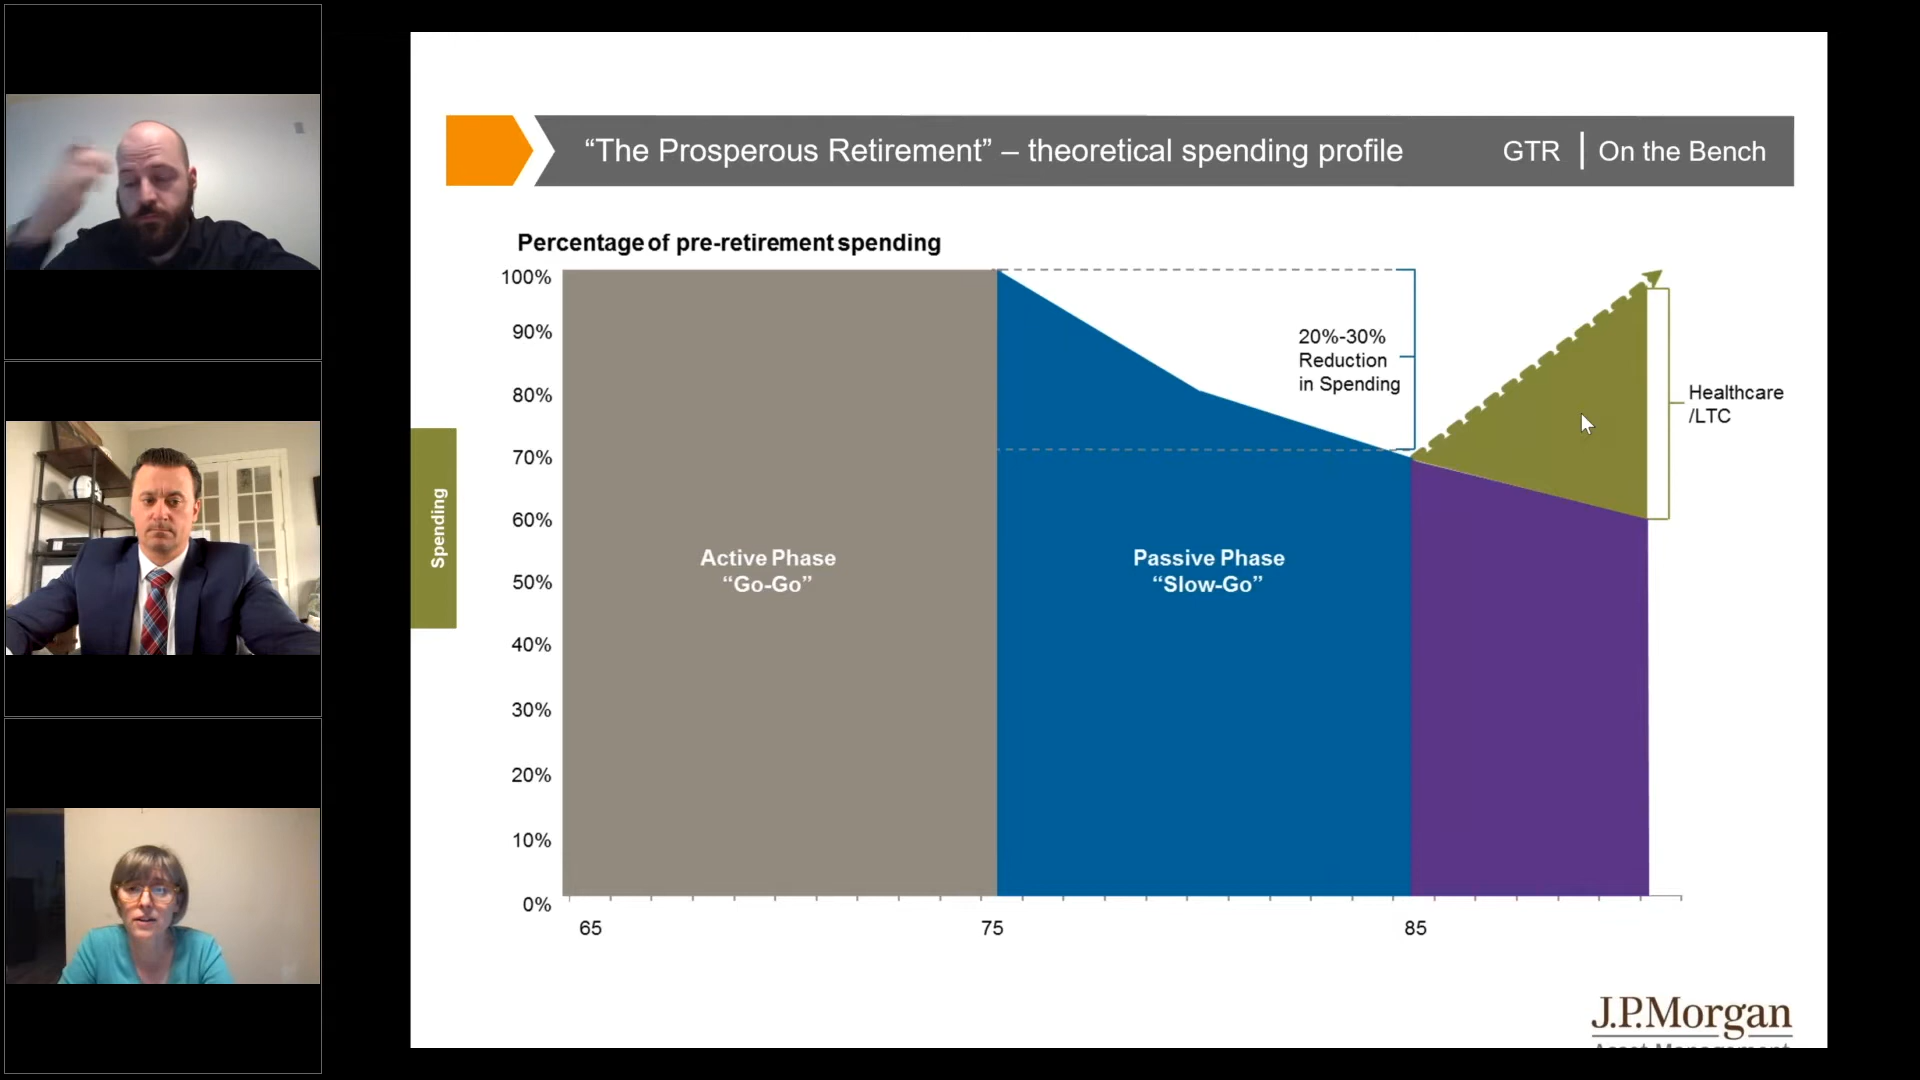 “The Prosperous Retirement” – theoretical spending profile
GTR | On the Bench
Percentage of pre-retirement spending
100%
90%
80%
70%
60%
50%
40%
30%
20%
10%
0%
Spending
Active Phase
“Go-Go”
Passive Phase
“Slow-Go”
20%-30%
Reduction
in Spending
Healthcare
/LTC
65
75
85
J.P.Morgan
Asset Management